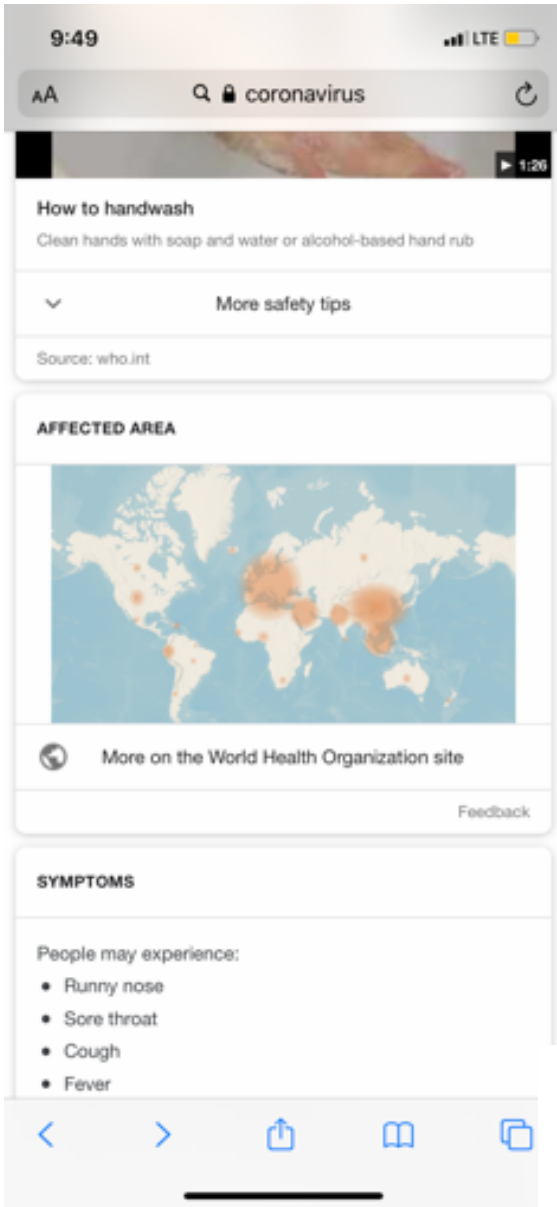 9:49
LTE
AA
coronavirus
1:26
How to handwash
Clean hands with soap and water or alcohol-based hand rub
More safety tips
Source: who.int
AFFECTED AREA
More on the World Health Organization site
Feedback
SYMPTOMS
People may experience:
• Runny nose
• Sore throat
• Cough
• Fever